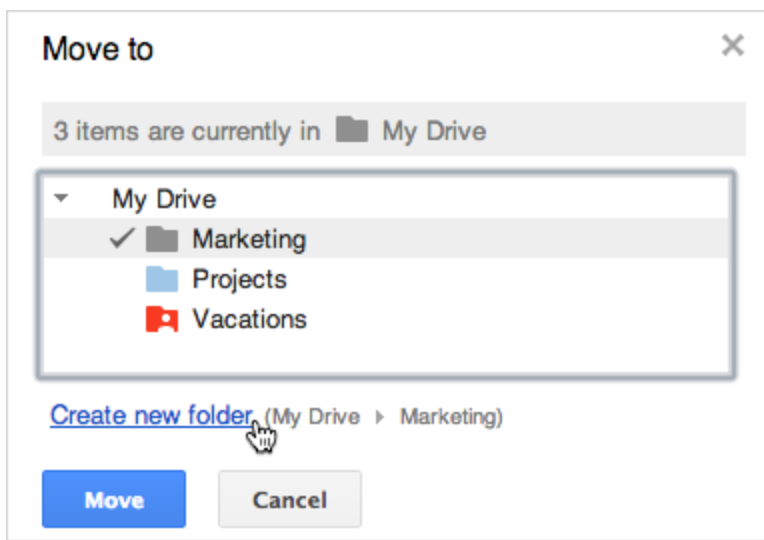 Move to
3 items are currently in My Drive
My Drive
Marketing
Projects
Vacations
Create new folder (My Drive Marketing)
Move Cancel